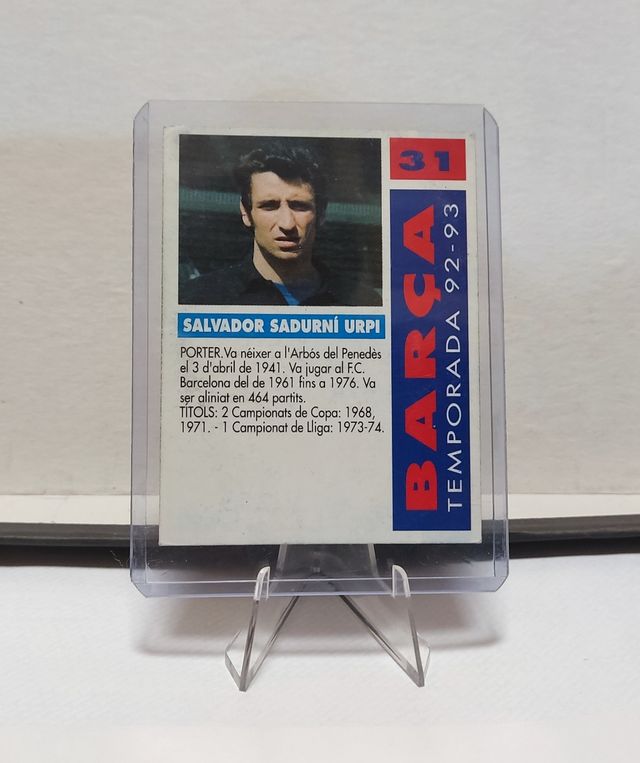 31
BARÇA
TEMPORADA 92-93
SALVADOR SADURNÍ URPI
PORTER.Va néixer a l'Arbós del Penedès
el 3 d'abril de 1941. Va jugar al F.C.
Barcelona del de 1961 fins a 1976. Va
ser aliniat en 464 partits.
TÍTOLS: 2 Campionats de Copa: 1968,
1971. - 1 Campionat de Lliga: 1973-74.